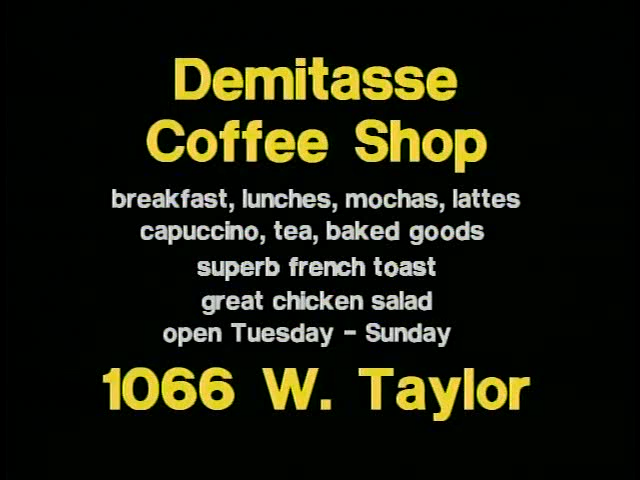 Demitasse
Coffee Shop
breakfast, lunches, mochas, lattes
capuccino, tea, baked goods
superb french toast
great chicken salad
open Tuesday - Sunday
1066 W. Taylor